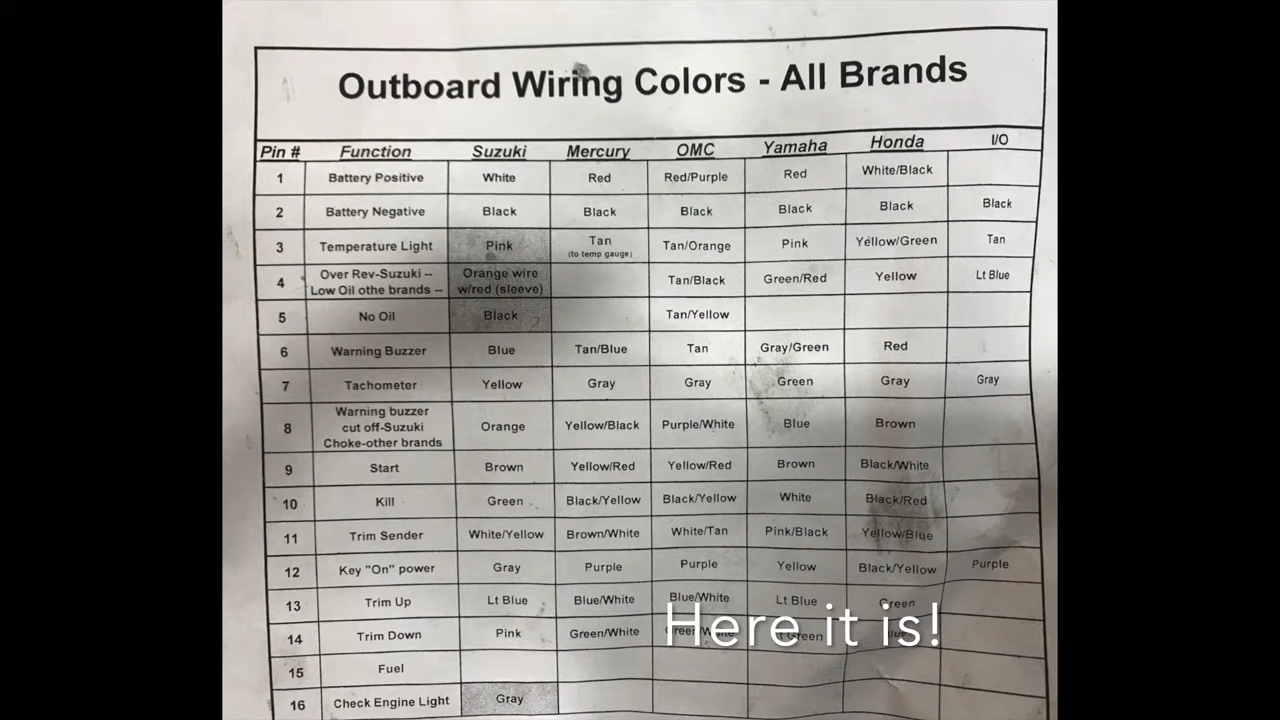 Outboard Wiring Colors - All Brands
Pin # Function Suzuki Mercury OMC Yamaha Honda I/O
1 Battery Positive White Red Red/Purple Red White/Black
2 Battery Negative Black Black Black Black Black Black
3 Temperature Light Pink Tan (to temp gauge) Tan/Orange Pink Yellow/Green Tan
4 Over Rev-Suzuki -- Low Oil othe brands -- Orange wire w/red (sleeve) Tan/Black Green/Red Yellow Lt Blue
5 No Oil Black Tan/Yellow
6 Warning Buzzer Blue Tan/Blue Tan Gray/Green Red
7 Tachometer Yellow Gray Gray Green Gray Gray
8 Warning buzzer cut off-Suzuki Choke-other brands Orange Yellow/Black Purple/White Blue Brown
9 Start Brown Yellow/Red Yellow/Red Brown Black/White
10 Kill Green Black/Yellow Black/Yellow White Black/Red
11 Trim Sender White/Yellow Brown/White White/Tan Pink/Black Yellow/Blue
12 Key "On" power Gray Purple Purple Yellow Black/Yellow Purple
13 Trim Up Lt Blue Blue/White Blue/White Lt Blue Green
14 Trim Down Pink Green/White Green/White Lt Green Blue
Here it is!
15 Fuel
16 Check Engine Light Gray